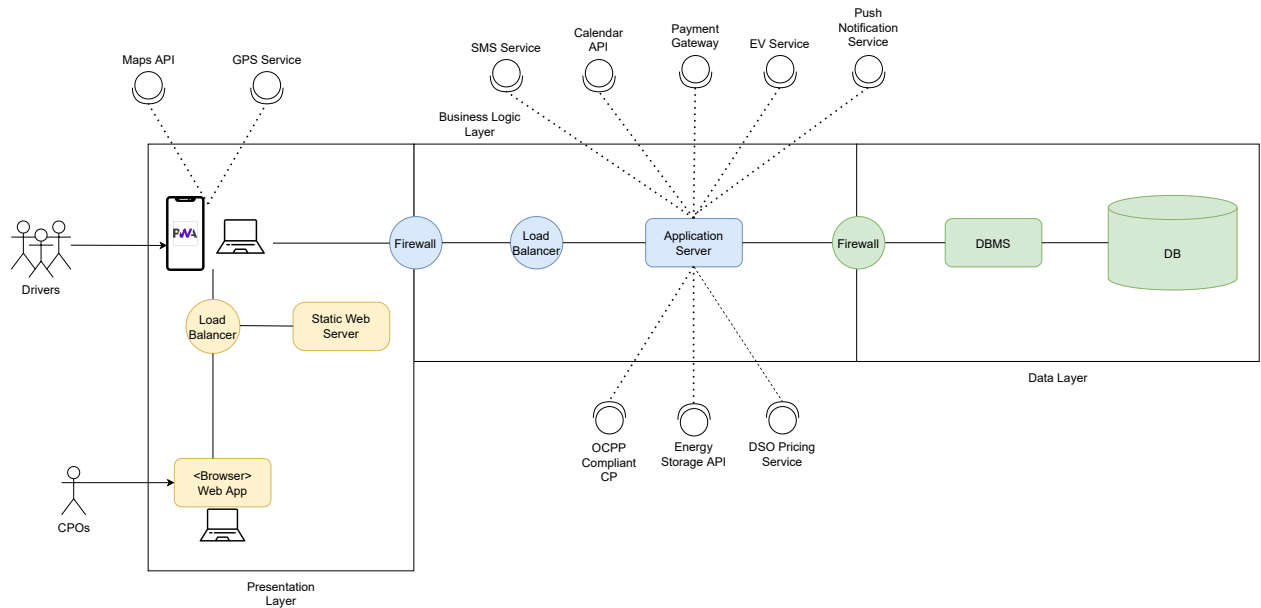 Push
Notification
Service
Calendar
API
Payment
Gateway
SMS Service
EV Service
Maps API
GPS Service
Business Logic
Layer
PWA
Firewall
Load
Balancer
Application
Server
Firewall
DBMS
DB
Drivers
Load
Balancer
Static Web
Server
Data Layer
OCPP
Compliant
CP
Energy
Storage API
DSO Pricing
Service
<Browser>
Web App
CPOs
Presentation
Layer